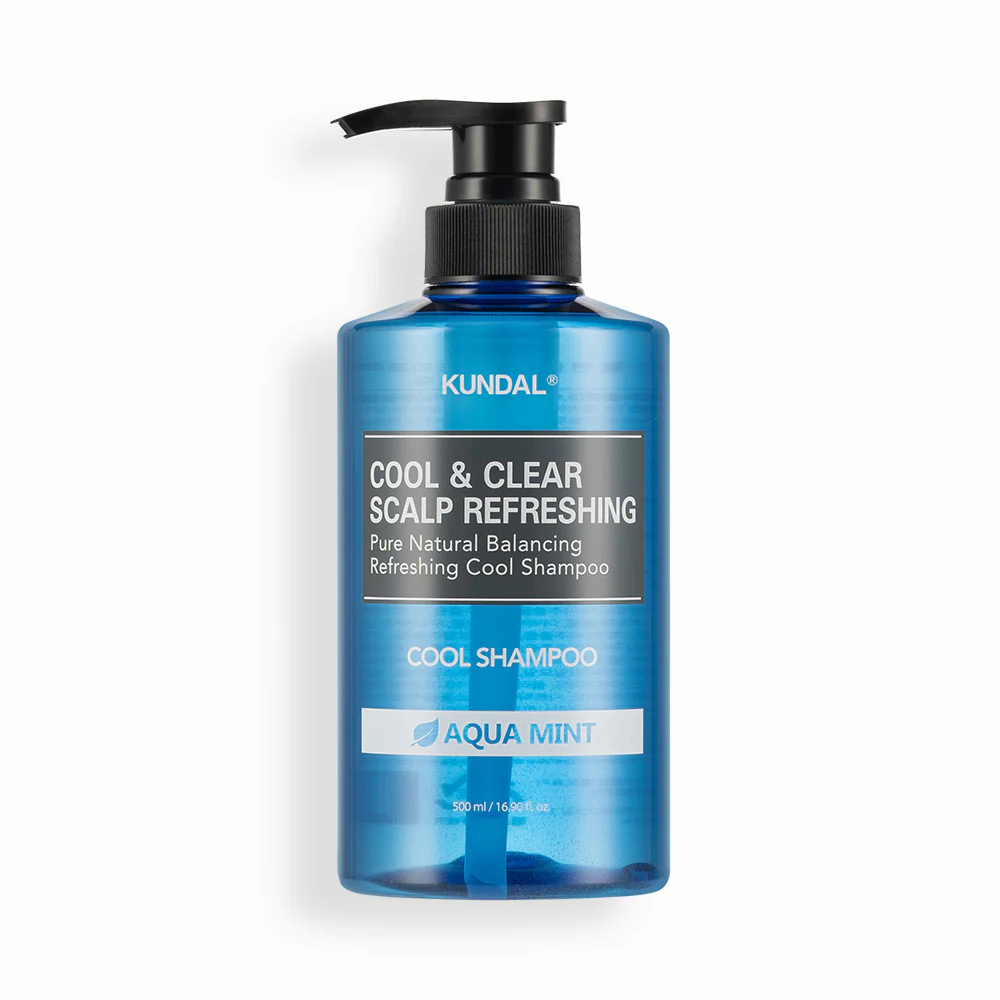 KUNDAL®
COOL & CLEAR
SCALP REFRESHING
Pure Natural Balancing
Refreshing Cool Shampoo
COOL SHAMPOO
AQUA MINT
500 ml / 16.90 fl. oz.